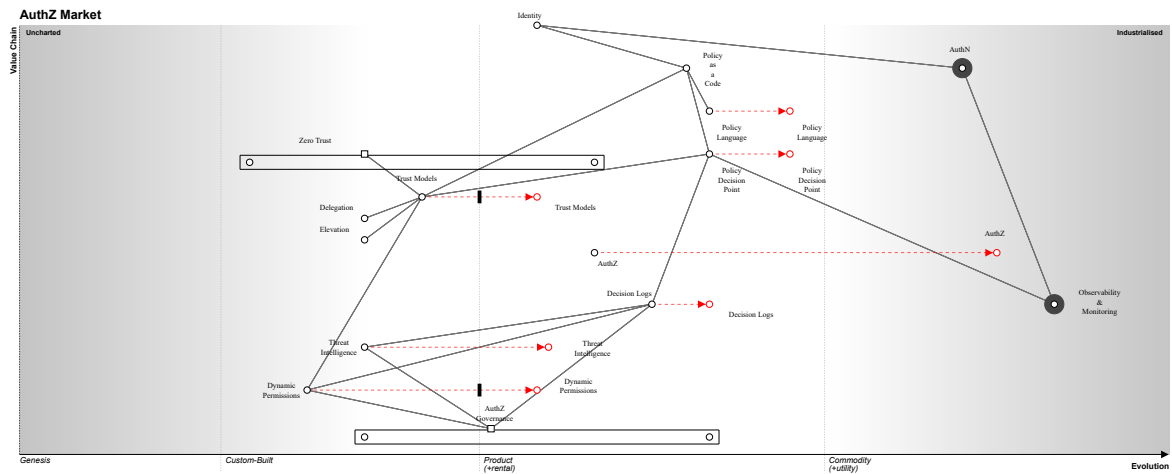 AuthZ Market
Identity
Uncharted
Industrialised
Value Chain
AuthN
Policy
as
a
Code
Policy
Language
Policy
Language
Zero Trust
Policy
Decision
Point
Policy
Decision
Point
Trust Models
Trust Models
Delegation
Elevation
AuthZ
AuthZ
Decision Logs
Decision Logs
Observability
&
Monitoring
Threat
Intelligence
Threat
Intelligence
Dynamic
Permissions
Dynamic
Permissions
AuthZ
Governance
Genesis
Custom-Built
Product
(+rental)
Commodity
(+utility)
Evolution